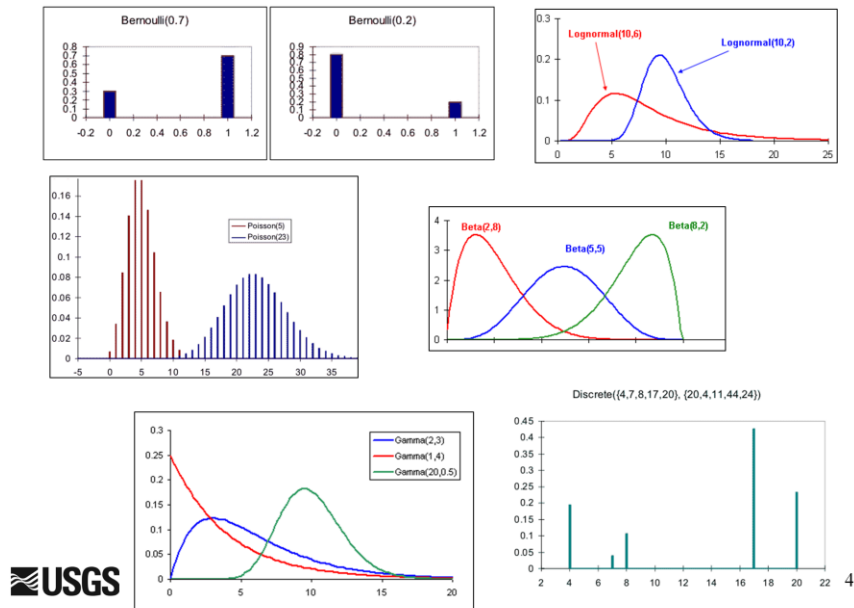 Bernoulli(0.7)
0.8
0.7
0.6
0.5
0.4
0.3
0.2
0.1
0
-0.2 0 0.2 0.4 0.6 0.8 1 1.2
Bernoulli(0.2)
0.9
0.8
0.7
0.6
0.5
0.4
0.3
0.2
0.1
0
-0.2 0 0.2 0.4 0.6 0.8 1 1.2
0.3
0.2
0.1
0
Lognormal(10,6)
Lognormal(10,2)
0 5 10 15 20 25
0.16
0.14
0.12
0.1
0.08
0.06
0.04
0.02
0
Poisson(5)
Poisson(23)
-5 0 5 10 15 20 25 30 35
4
3
2
1
0
Beta(2,8)
Beta(5,5)
Beta(8,2)
0.3
0.25
0.2
0.15
0.1
0.05
0
Gamma(2,3)
Gamma(1,4)
Gamma(20,0.5)
0 5 10 15 20
Discrete({4,7,8,17,20}, {20,4,11,44,24})
0.45
0.4
0.35
0.3
0.25
0.2
0.15
0.1
0.05
0
2 4 6 8 10 12 14 16 18 20 22
USGS
4